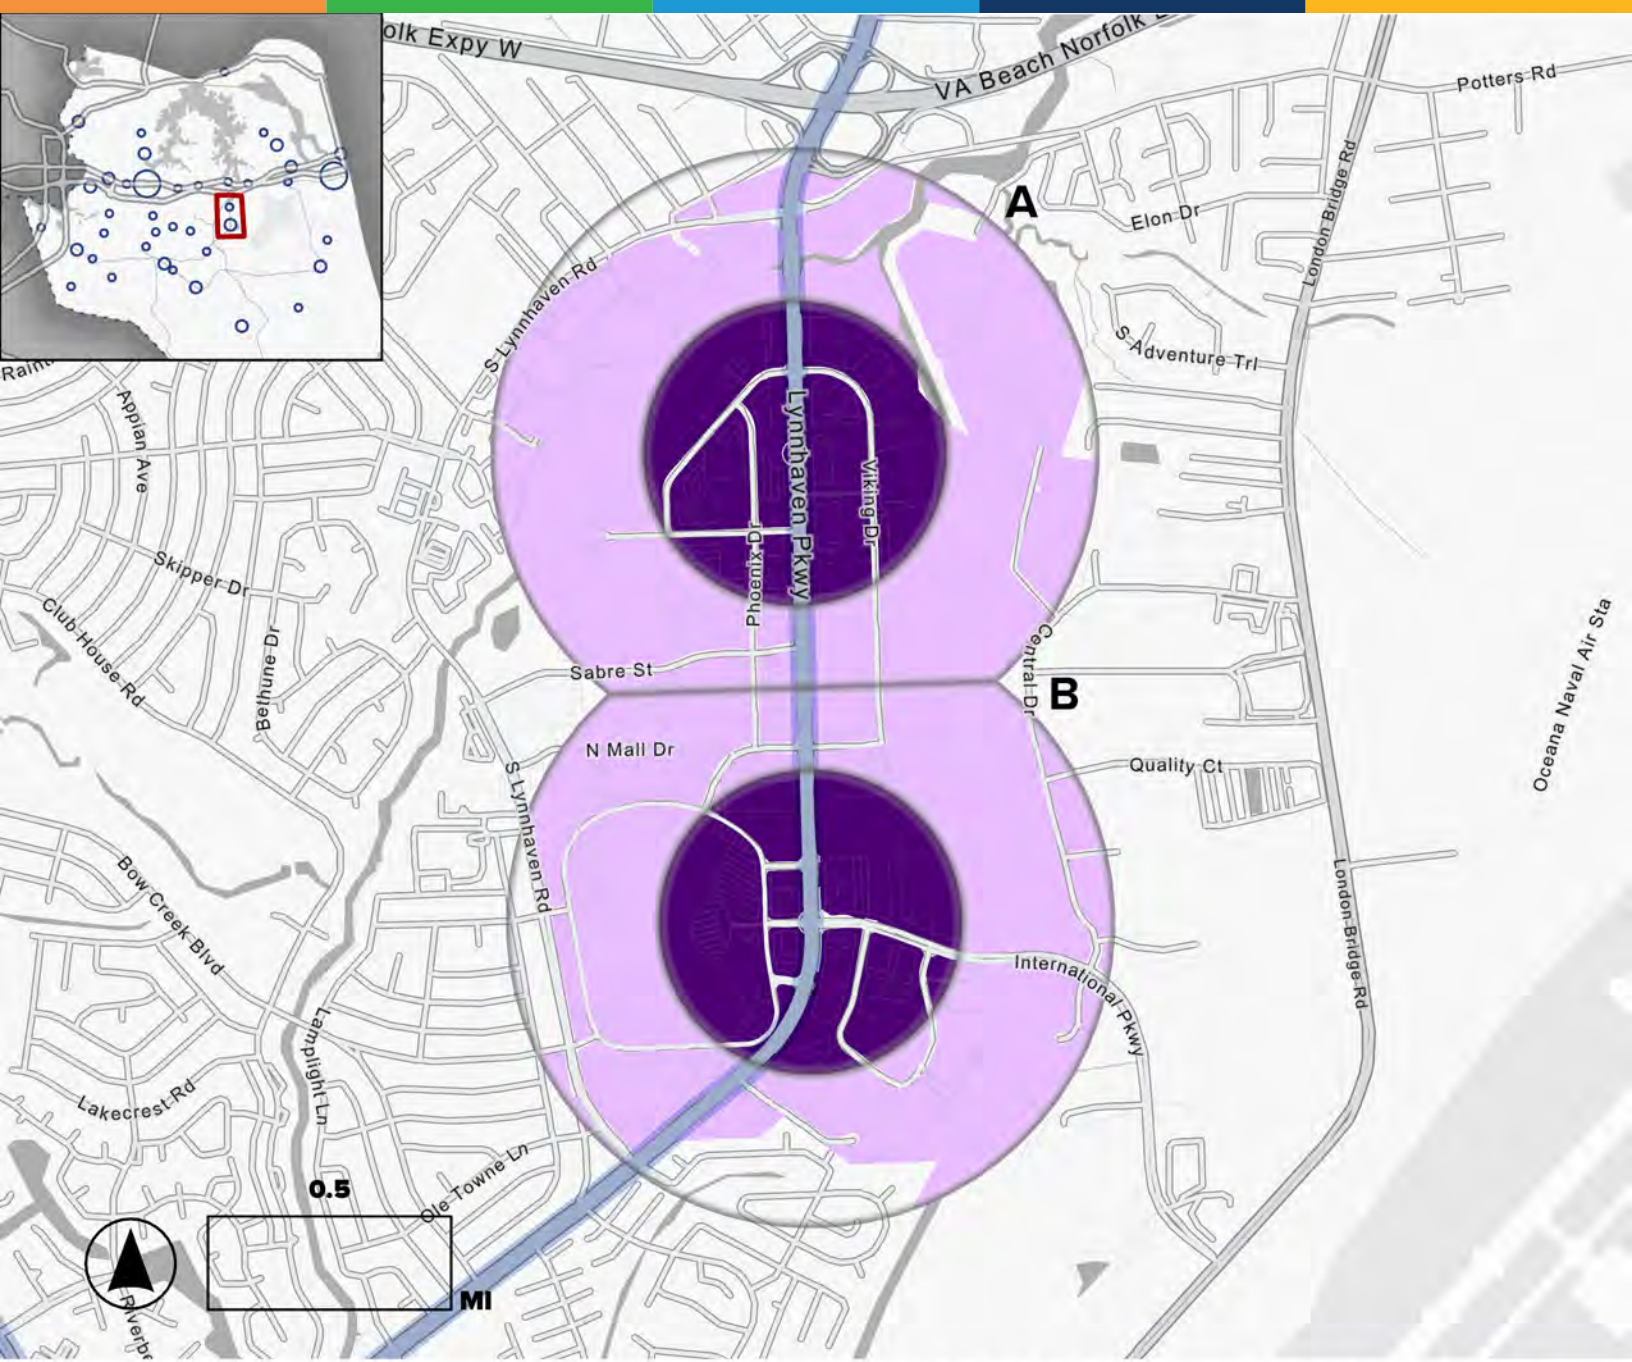 olk Expy W
VA Beach Norfolk
Potters Rd
London Bridge Rd
A
Elon Dr
S Lynnhaven Rd
S Adventure Trl
Appian Ave
Lynnhaven Pkwy
Viking Dr
Phoenix Dr
Skipper Dr
Club House Rd
Bethune Dr
Sabre St
Central Dr
B
Oceana Naval Air Sta
N Mall Dr
Quality Ct
S Lynnhaven Rd
Bow Creek Blvd
London Bridge Rd
International Pkwy
Lamplight Ln
Lakecrest Rd
Ole Towne Ln
0.5
MI